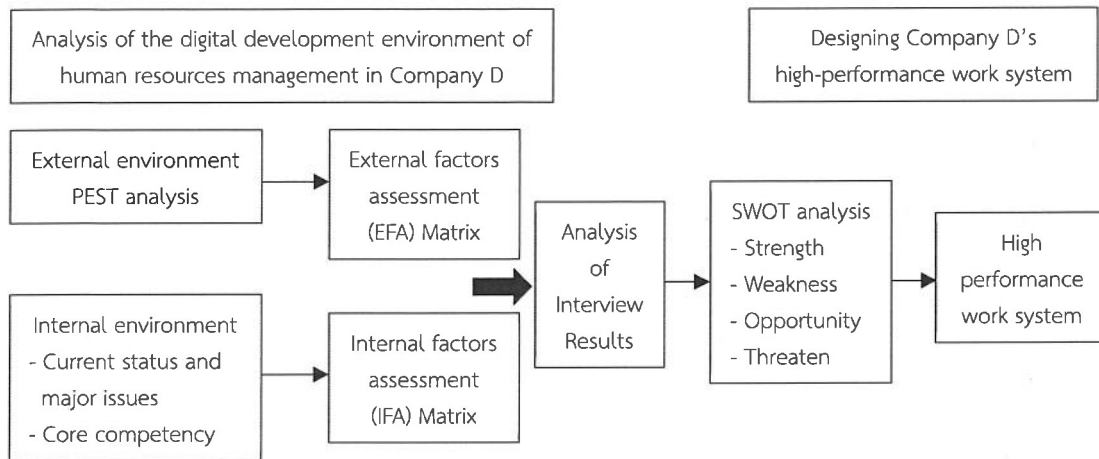 Analysis of the digital development environment of
human resources management in Company D
Designing Company D's
high-performance work system
External environment
PEST analysis
External factors
assessment
(EFA) Matrix
Internal environment
- Current status and
major issues
- Core competency
Internal factors
assessment
(IFA) Matrix
Analysis
of
Interview
Results
SWOT analysis
- Strength
- Weakness
- Opportunity
- Threaten
High
performance
work system